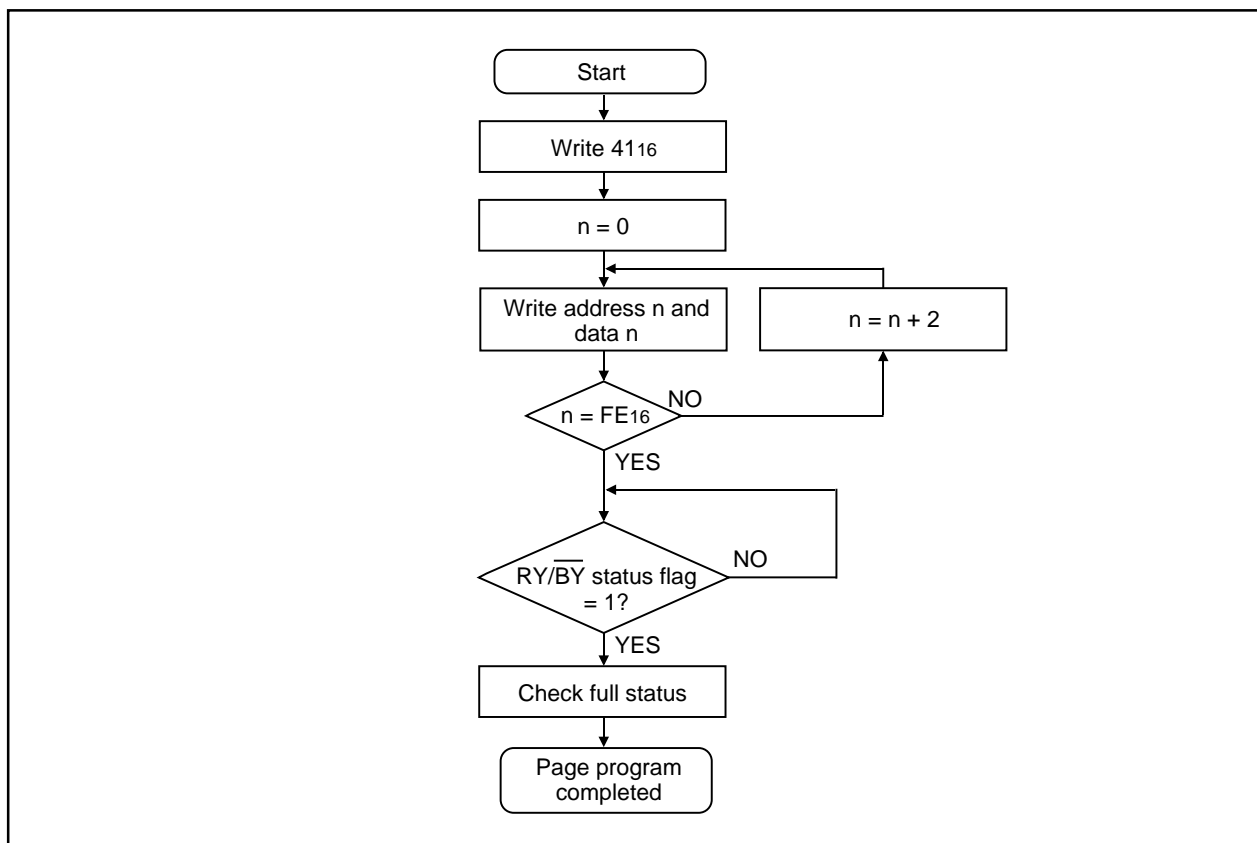 Start
Write 4116
n = 0
Write address n and
data n
n = n + 2
n = FE16
NO
YES
RY/B̅Y̅ status flag
= 1?
NO
YES
Check full status
Page program
completed